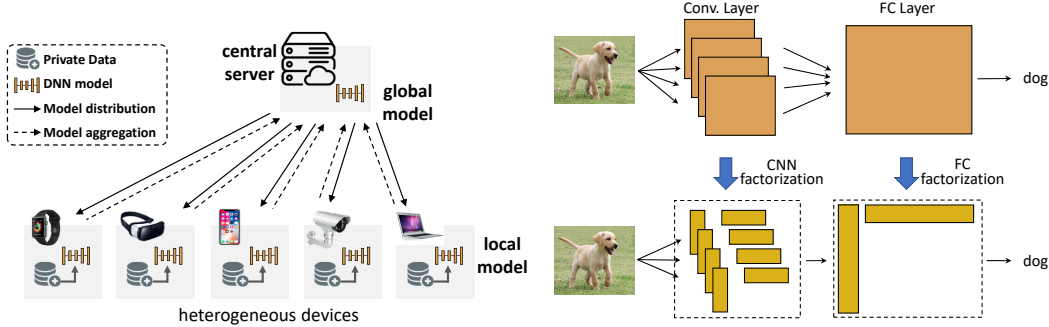 Private Data
DNN model
Model distribution
Model aggregation
central
server
global
model
local
model
heterogeneous devices
Conv. Layer
FC Layer
dog
CNN
factorization
FC
factorization
dog